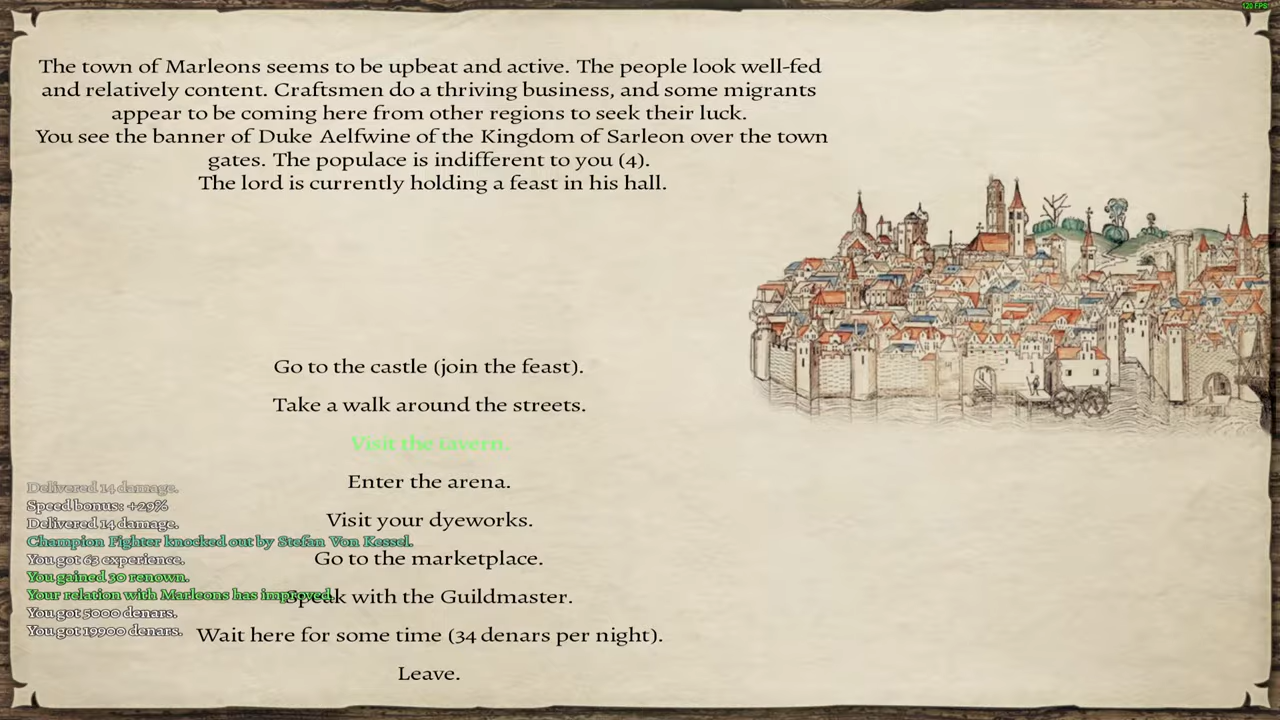 120 FPS
The town of Marleons seems to be upbeat and active. The people look well-fed
and relatively content. Craftsmen do a thriving business, and some migrants
appear to be coming here from other regions to seek their luck.
You see the banner of Duke Aelfwine of the Kingdom of Sarleon over the town
gates. The populace is indifferent to you (4).
The lord is currently holding a feast in his hall.
Go to the castle (join the feast).
Take a walk around the streets.
Visit the tavern.
Enter the arena.
Visit your dyeworks.
Go to the marketplace.
Speak with the Guildmaster.
Wait here for some time (34 denars per night).
Leave.
Delivered 14 damage.
Speed bonus: +29%
Delivered 14 damage.
Champion Fighter knocked out by Stefan Von Kessel.
You got 63 experience.
You gained 30 renown.
Your relation with Marleons has improved.
You got 5000 denars.
You got 19900 denars.